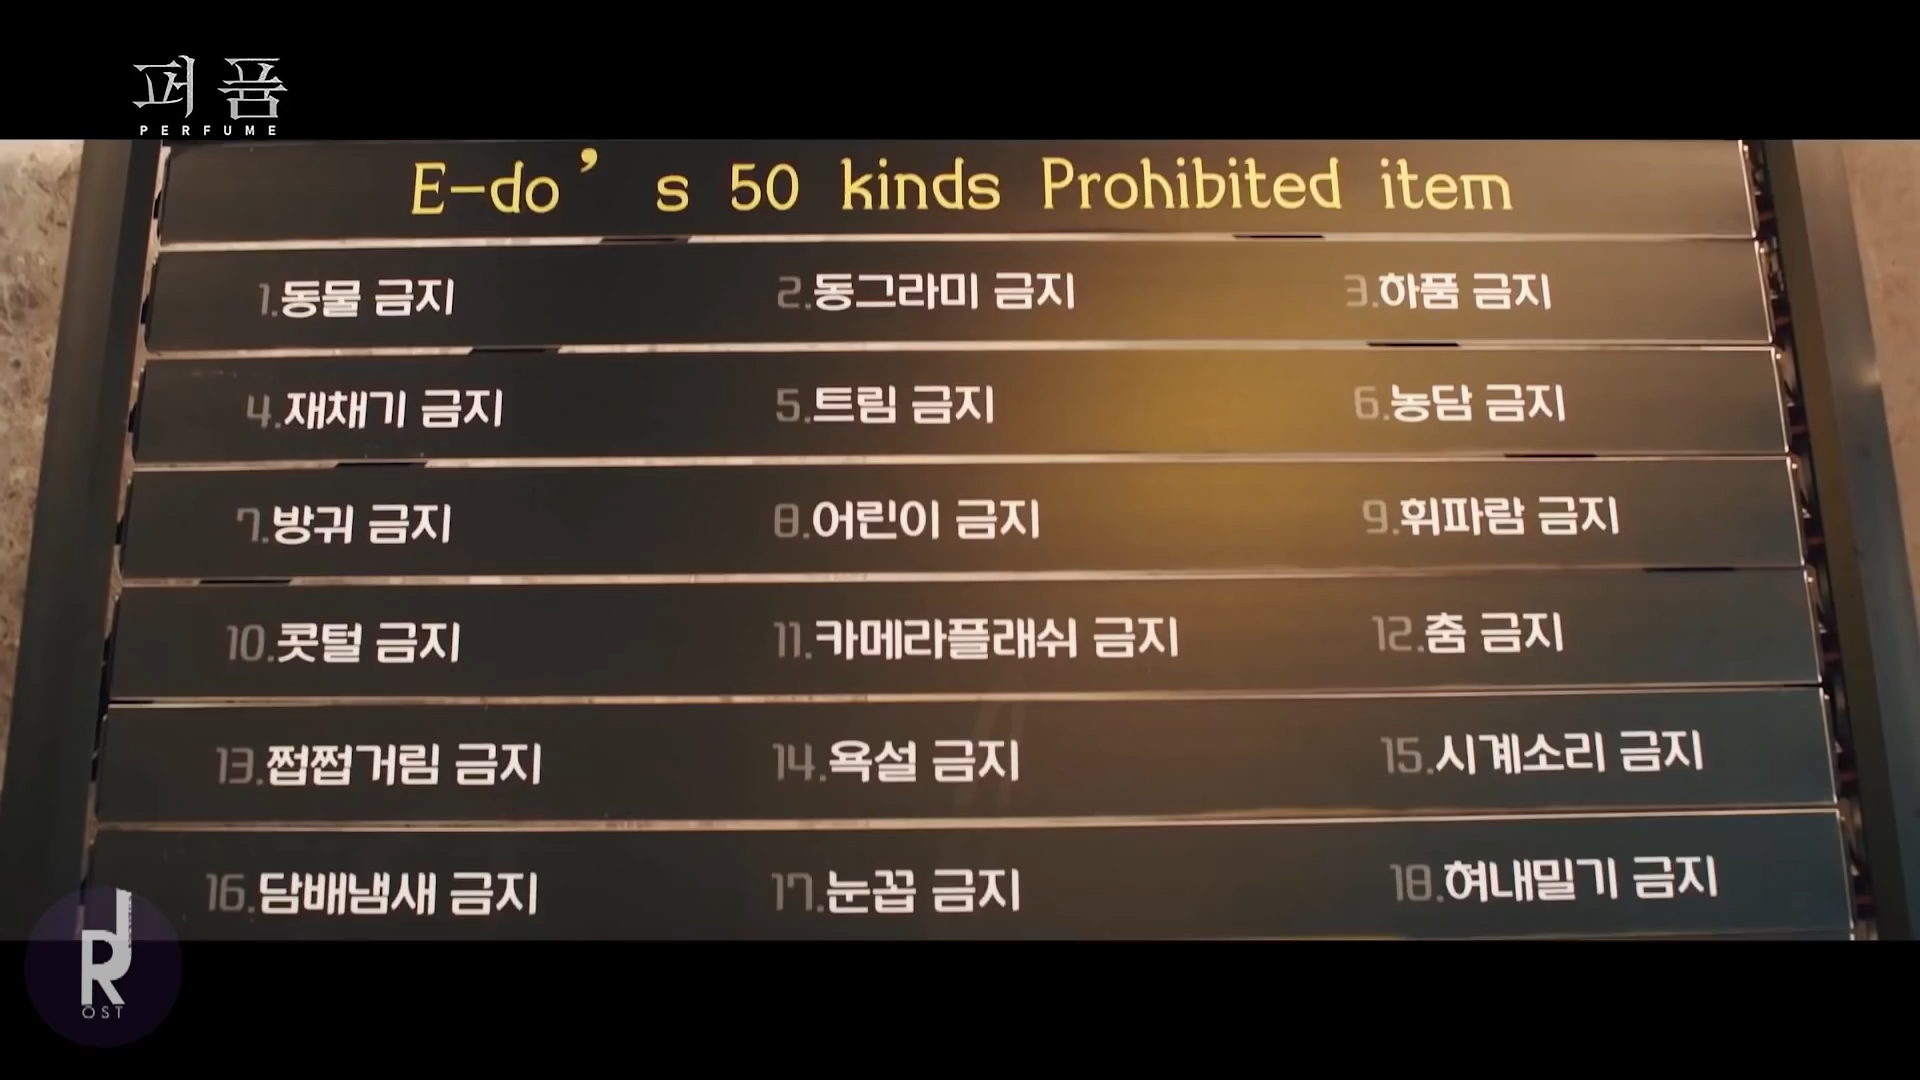 퍼퓸
PERFUME
E-do's 50 kinds Prohibited item
1.동물 금지 2.동그라미 금지 3.하품 금지
4.재채기 금지 5.트림 금지 6.농담 금지
7.방귀 금지 8.어린이 금지 9.휘파람 금지
10.콧털 금지 11.카메라플래쉬 금지 12.춤 금지
13.쩝쩝거림 금지 14.욕설 금지 15.시계소리 금지
16.담배냄새 금지 17.눈꼽 금지 18.혀내밀기 금지
R
OST